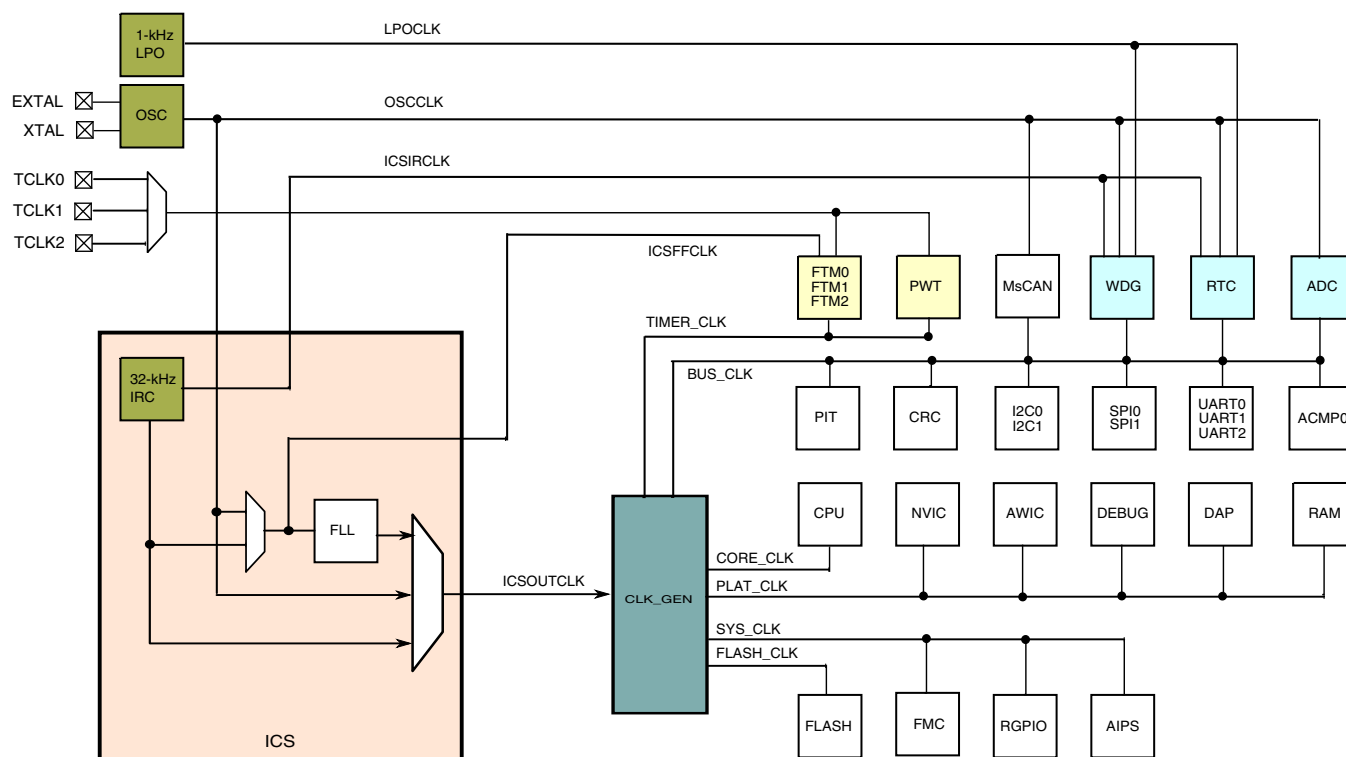 1-kHz
LPO
LPOCLK
EXTAL
XTAL
OSC
OSCCLK
TCLK0
TCLK1
TCLK2
ICSIRCLK
ICSFFCLK
FTM0
FTM1
FTM2
PWT
MsCAN
WDG
RTC
ADC
TIMER_CLK
BUS_CLK
32-kHz
IRC
PIT
CRC
I2C0
I2C1
SPI0
SPI1
UART0
UART1
UART2
ACMP0
FLL
CPU
NVIC
AWIC
DEBUG
DAP
RAM
CORE_CLK
PLAT_CLK
ICSOUTCLK
CLK_GEN
SYS_CLK
FLASH_CLK
FLASH
FMC
RGPIO
AIPS
ICS